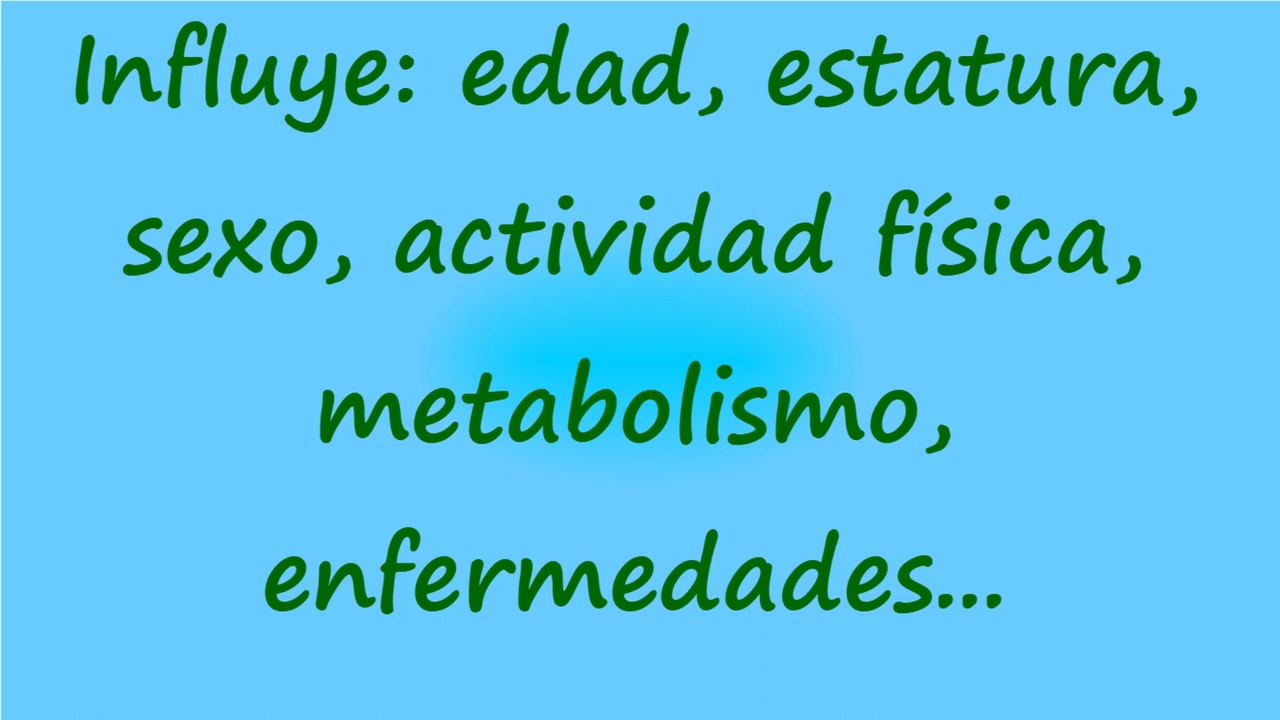 Influye: edad, estatura,
sexo, actividad física,
metabolismo,
enfermedades...